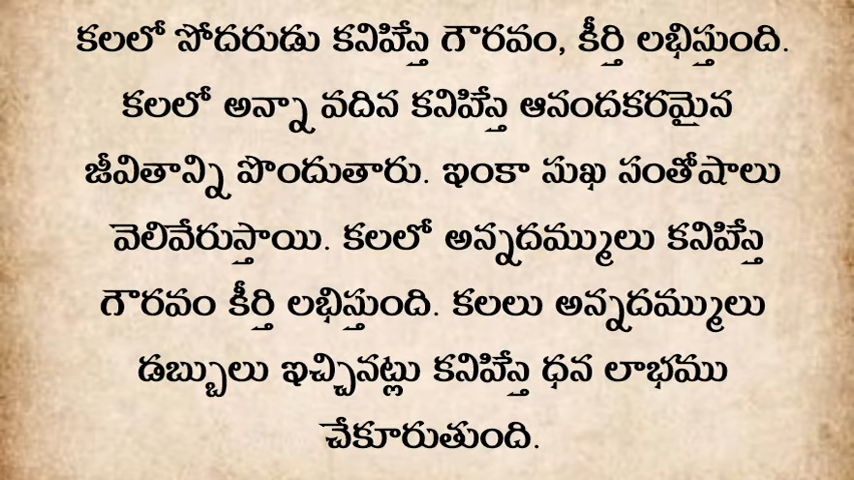 కలలో సోదరుడు కనిపిస్తే గౌరవం, కీర్తి లభిస్తుంది.
కలలో అన్నా వదిన కనిపిస్తే ఆనందకరమైన
జీవితాన్ని పొందుతారు. ఇంకా సుఖ సంతోషాలు
వెలివేరుస్తాయి. కలలో అన్నదమ్ములు కనిపిస్తే
గౌరవం కీర్తి లభిస్తుంది. కలలు అన్నదమ్ములు
డబ్బులు ఇచ్చినట్లు కనిపిస్తే ధన లాభము
చేకూరుతుంది.